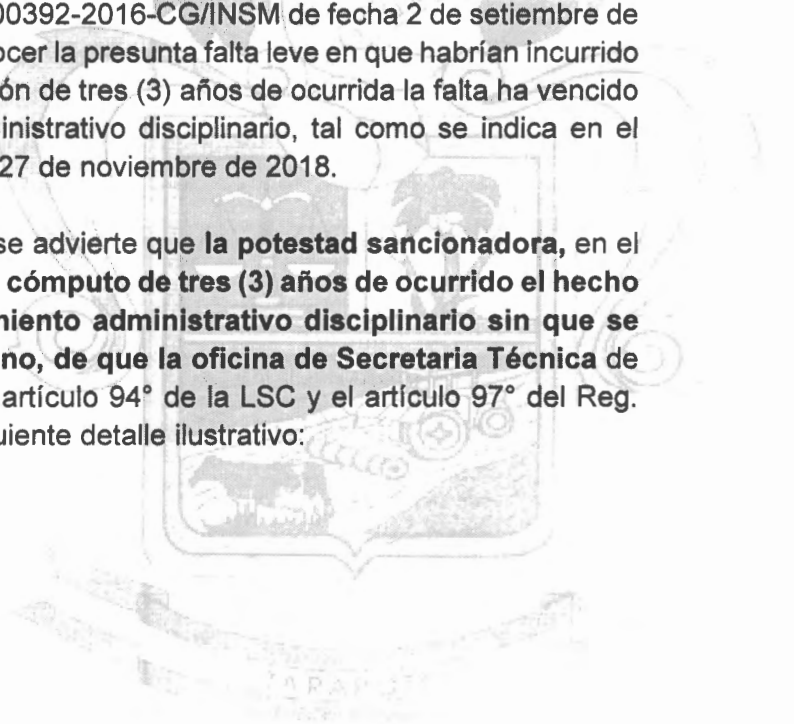 00392-2016-CG/INSM de fecha 2 de setiembre de
ocer la presunta falta leve en que habrían incurrido
ón de tres (3) años de ocurrida la falta ha vencido
inistrativo disciplinario, tal como se indica en el
27 de noviembre de 2018.
se advierte que la potestad sancionadora, en el
cómputo de tres (3) años de ocurrido el hecho
niento administrativo disciplinario sin que se
no, de que la oficina de Secretaria Técnica de
artículo 94° de la LSC y el artículo 97° del Reg.
uiente detalle ilustrativo: